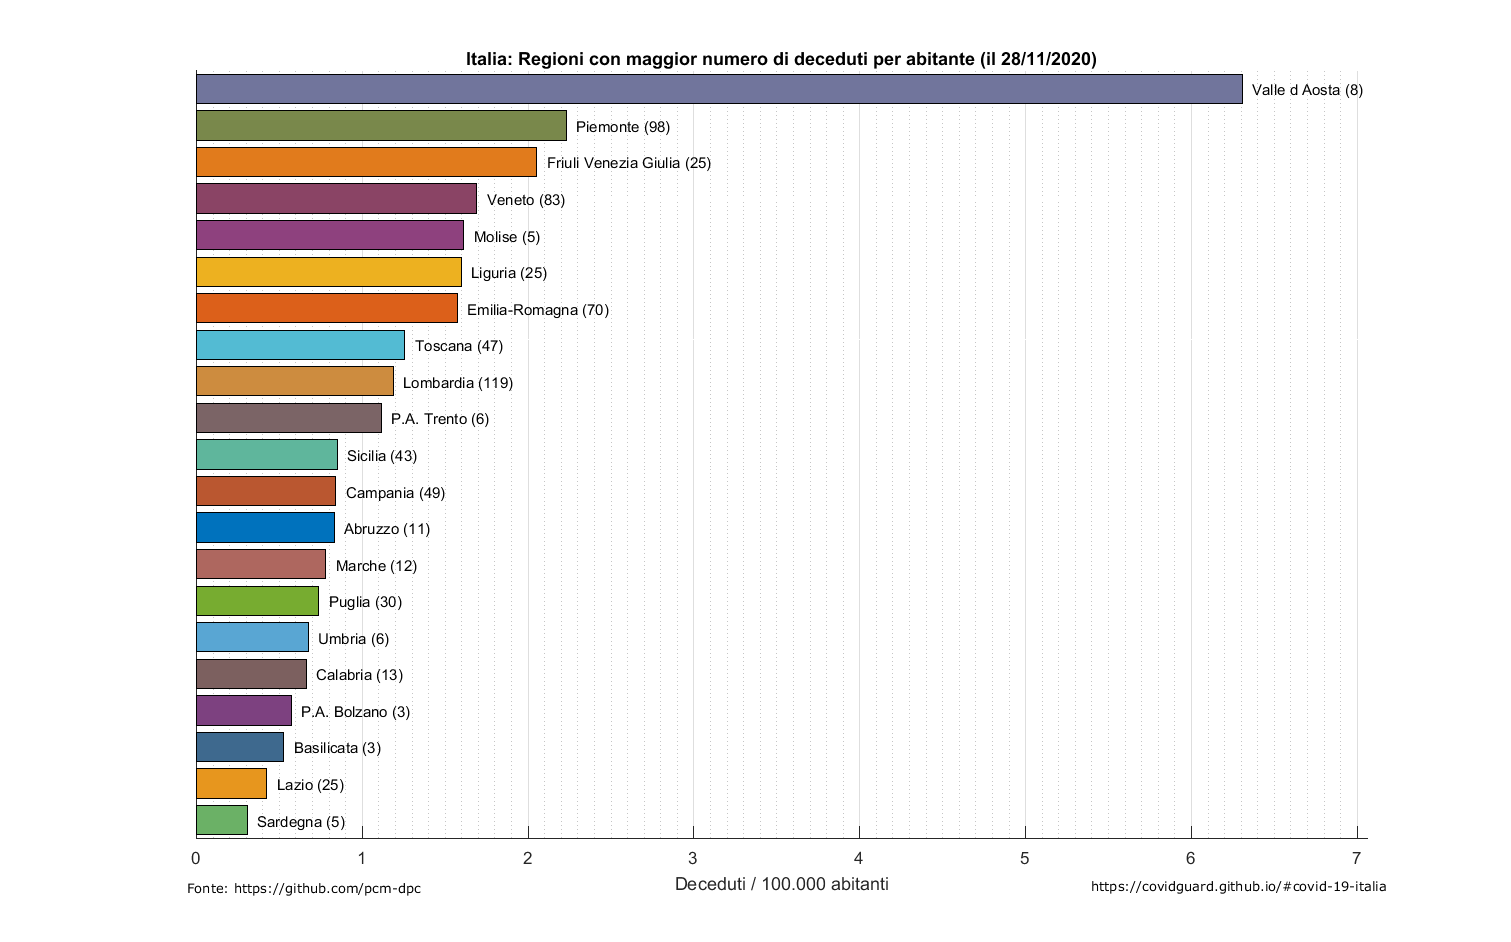 Italia: Regioni con maggior numero di deceduti per abitante (il 28/11/2020)
Valle d Aosta (8)
Piemonte (98)
Friuli Venezia Giulia (25)
Veneto (83)
Molise (5)
Liguria (25)
Emilia-Romagna (70)
Toscana (47)
Lombardia (119)
P.A. Trento (6)
Sicilia (43)
Campania (49)
Abruzzo (11)
Marche (12)
Puglia (30)
Umbria (6)
Calabria (13)
P.A. Bolzano (3)
Basilicata (3)
Lazio (25)
Sardegna (5)
0 1 2 3 4 5 6 7
Deceduti / 100.000 abitanti
Fonte: https://github.com/pcm-dpc
https://covidguard.github.io/#covid-19-italia